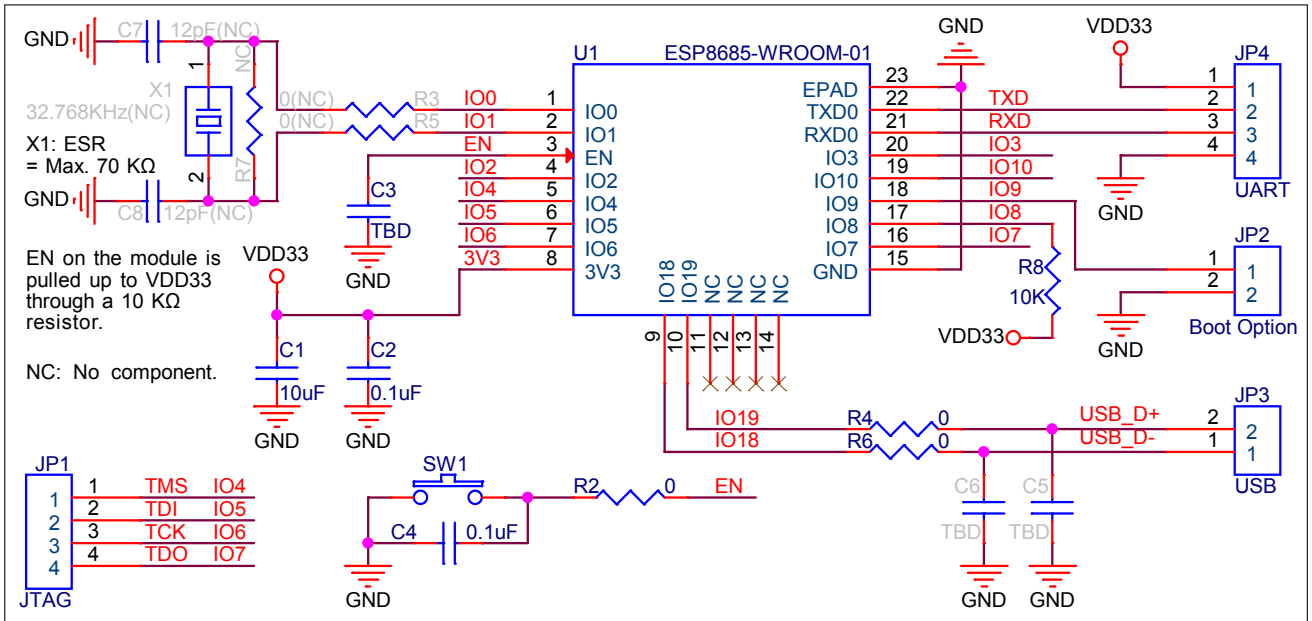 GND
C7
12pF(NC)
1
X1
32.768KHz(NC)
2
NC
R7
X1: ESR
= Max. 70 KΩ
GND
C8
12pF(NC)
0(NC)
R3
0(NC)
R5
EN on the module is
pulled up to VDD33
through a 10 KΩ
resistor.
NC: No component.
U1
ESP8685-WROOM-01
IO0 1 IO0
IO1 2 IO1
EN 3 EN
IO2 4 IO2
IO4 5 IO4
IO5 6 IO5
IO6 7 IO6
3V3 8 3V3
C3
TBD
GND
VDD33
C1
10uF
GND
C2
0.1uF
GND
GND
EPAD 23
TXD0 22 TXD
RXD0 21 RXD
IO3 20 IO3
IO10 19 IO10
IO9 18 IO9
IO8 17 IO8
IO7 16 IO7
GND 15
IO18 IO19 NC NC NC NC
9 10 11 12 13 14
R8
10K
VDD33
VDD33
JP4
1 1
2 2
3 3
4 4
UART
GND
JP2
1 1
2 2
Boot Option
GND
IO19 R4 0 USB_D+
IO18 R6 0 USB_D-
JP3
2 2
1 1
USB
C6
TBD
GND
C5
TBD
GND
JP1
1 1 TMS IO4
2 2 TDI IO5
3 3 TCK IO6
4 4 TDO IO7
JTAG
SW1
R2 0 EN
C4 0.1uF
GND